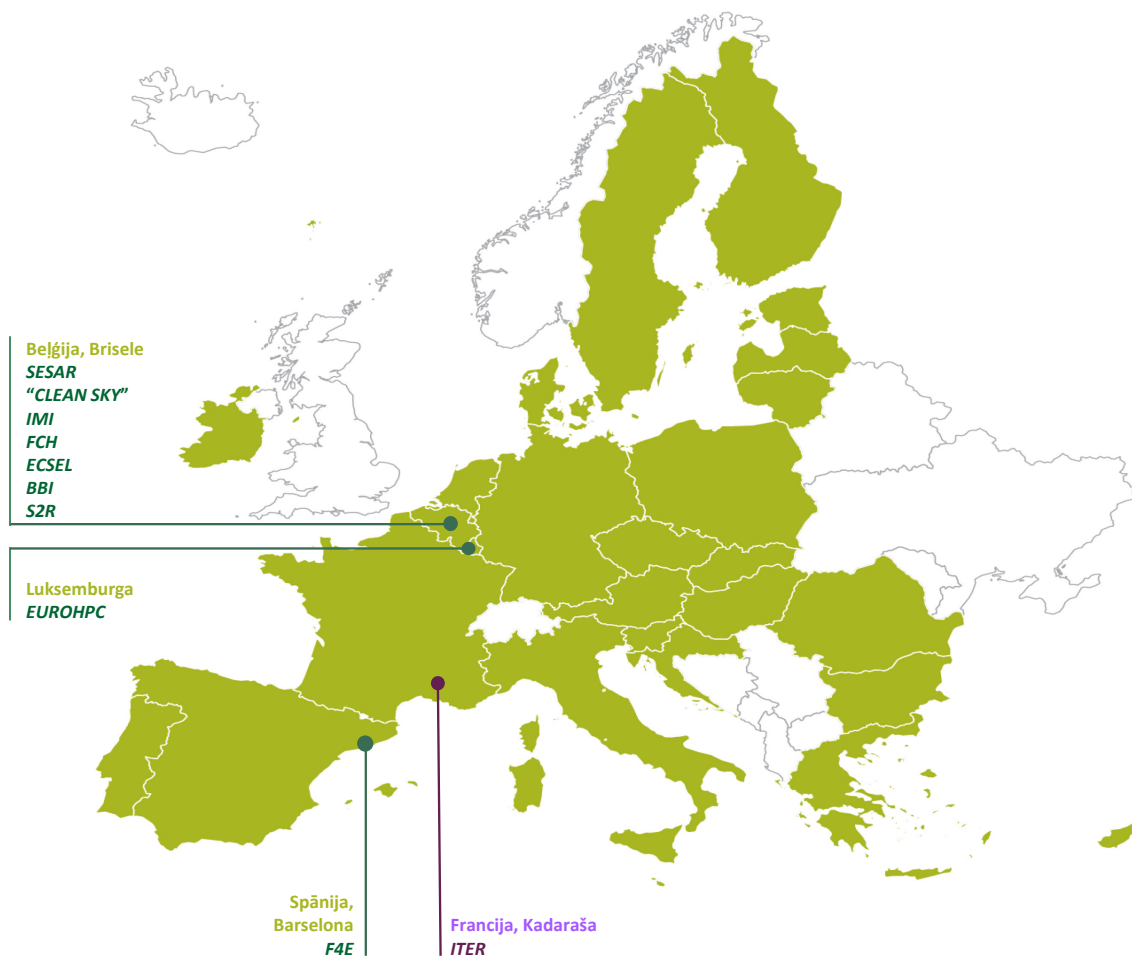 Beļģija, Brisele
SESAR
“CLEAN SKY”
IMI
FCH
ECSEL
BBI
S2R
Luksemburga
EUROHPC
Spānija,
Barselona
F4E
Francija, Kadaraša
ITER